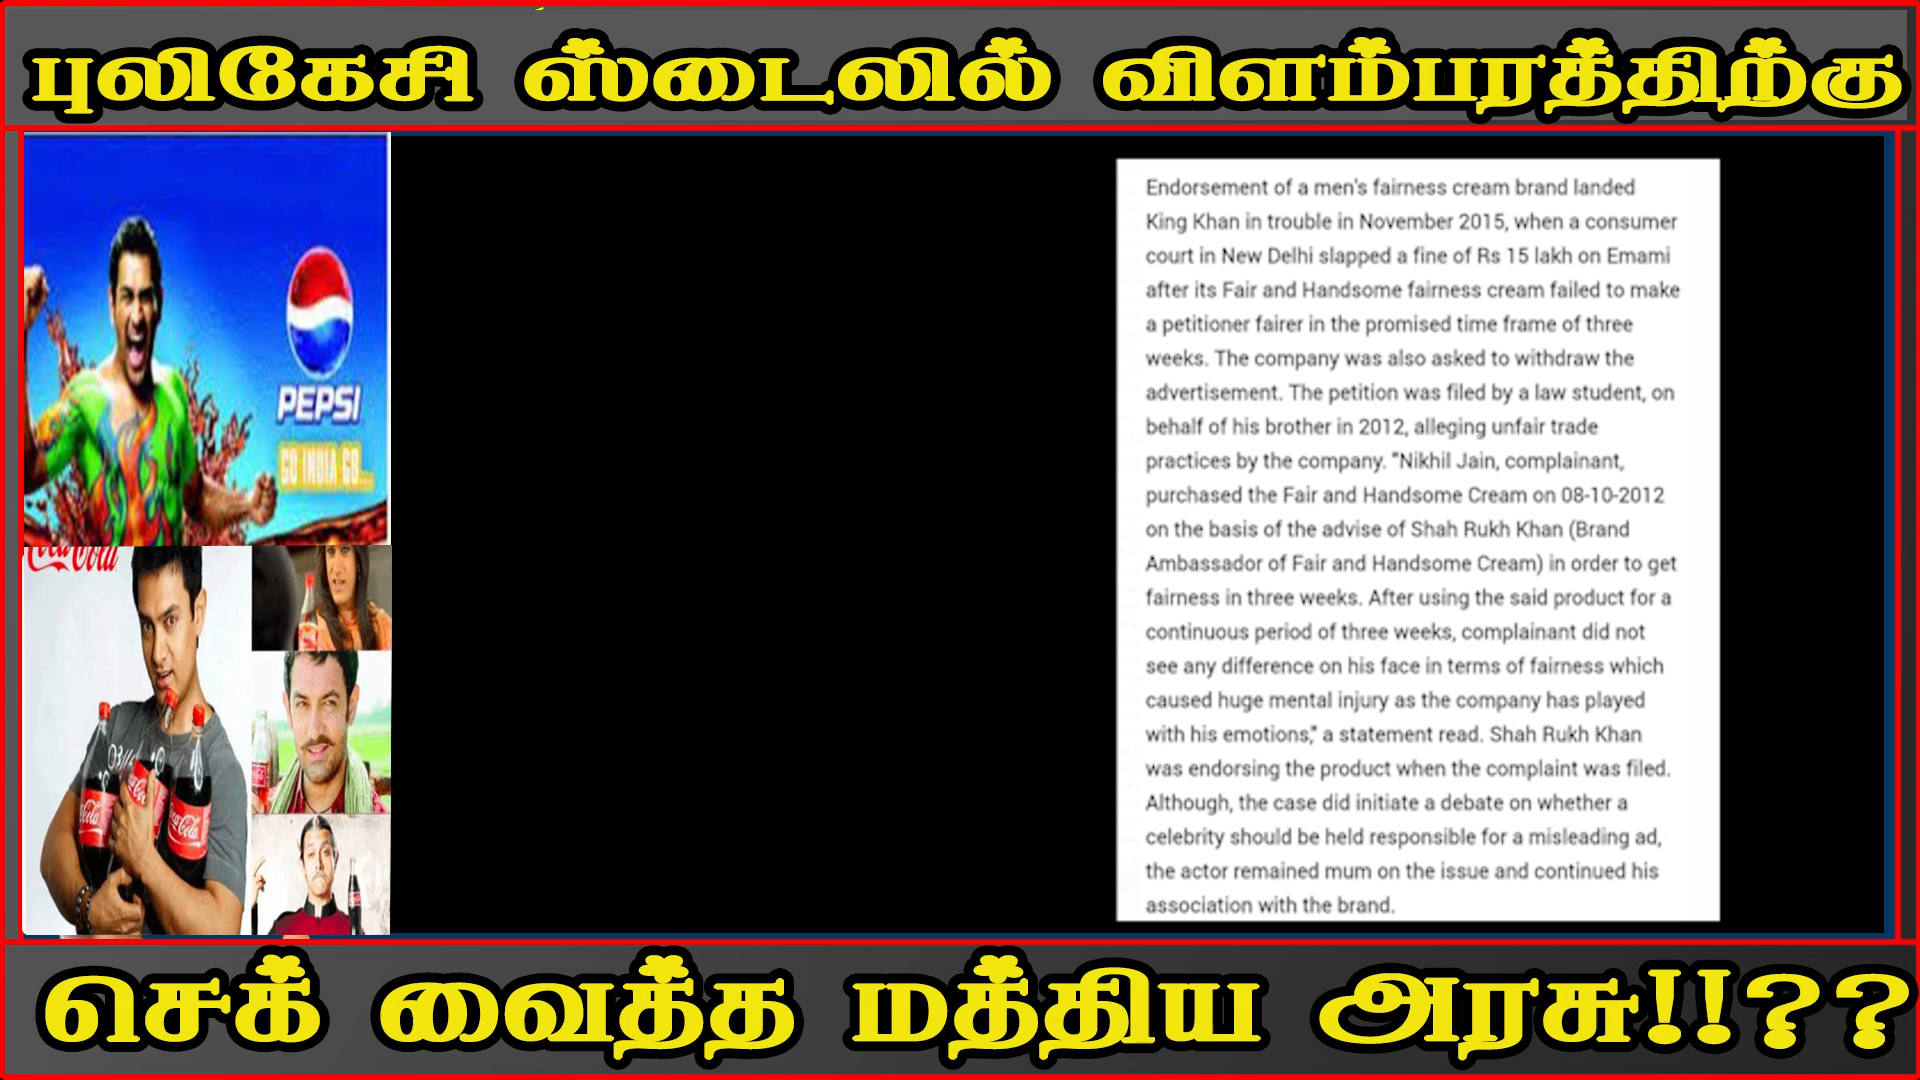 புலிகேசி ஸ்டைலில் விளம்பரத்திற்கு
PEPSI
GO INDIA GO...
Coca Cola
Coca-Cola
Coca-Cola
Endorsement of a men's fairness cream brand landed
King Khan in trouble in November 2015, when a consumer
court in New Delhi slapped a fine of Rs 15 lakh on Emami
after its Fair and Handsome fairness cream failed to make
a petitioner fairer in the promised time frame of three
weeks. The company was also asked to withdraw the
advertisement. The petition was filed by a law student, on
behalf of his brother in 2012, alleging unfair trade
practices by the company. "Nikhil Jain, complainant,
purchased the Fair and Handsome Cream on 08-10-2012
on the basis of the advise of Shah Rukh Khan (Brand
Ambassador of Fair and Handsome Cream) in order to get
fairness in three weeks. After using the said product for a
continuous period of three weeks, complainant did not
see any difference on his face in terms of fairness which
caused huge mental injury as the company has played
with his emotions," a statement read. Shah Rukh Khan
was endorsing the product when the complaint was filed.
Although, the case did initiate a debate on whether a
celebrity should be held responsible for a misleading ad,
the actor remained mum on the issue and continued his
association with the brand.
செக் வைத்த மத்திய அரசு!!??